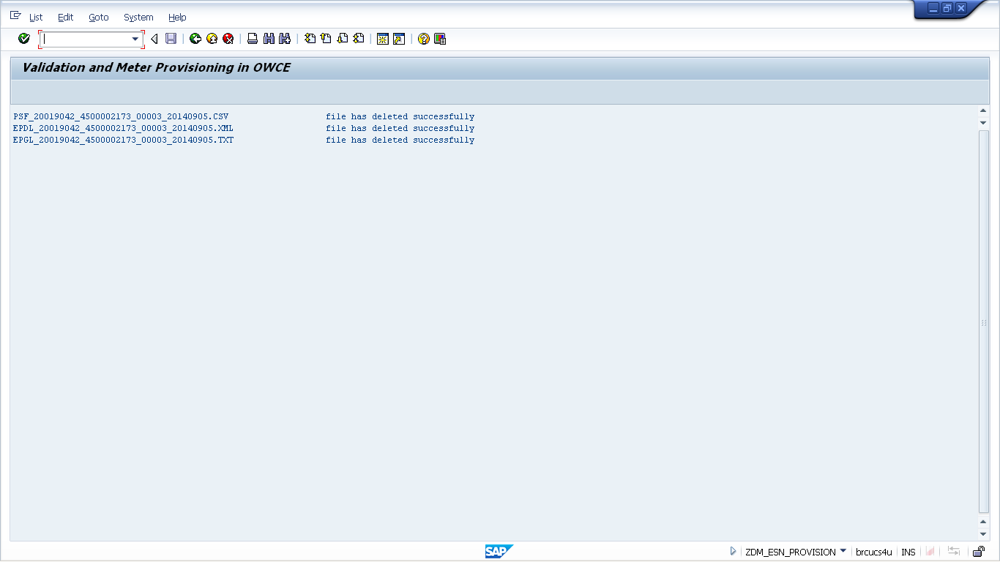 List Edit Goto System Help
Validation and Meter Provisioning in OWCE
PSF_20019042_4500002173_00003_20140905.CSV file has deleted successfully
EPDL_20019042_4500002173_00003_20140905.XML file has deleted successfully
EPGL_20019042_4500002173_00003_20140905.TXT file has deleted successfully
SAP ZDM_ESN_PROVISION brcucs4u INS